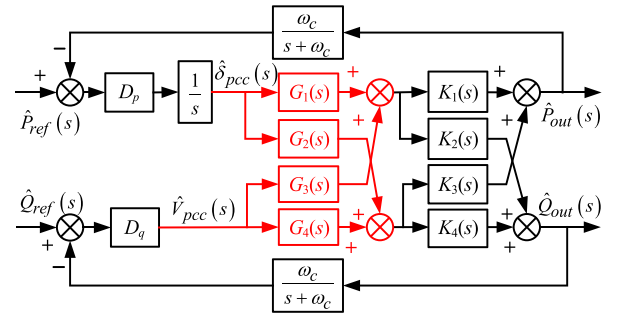 ω_c
s + ω_c
−
+
δ̂_pcc (s)
D_p
1
s
G_1(s)
+
K_1(s)
+
P̂_ref (s)
+
+
P̂_out (s)
G_2(s)
K_2(s)
Q̂_ref (s)
V̂_pcc (s)
G_3(s)
K_3(s)
Q̂_out (s)
+
D_q
G_4(s)
+
+
K_4(s)
+
+
−
ω_c
s + ω_c